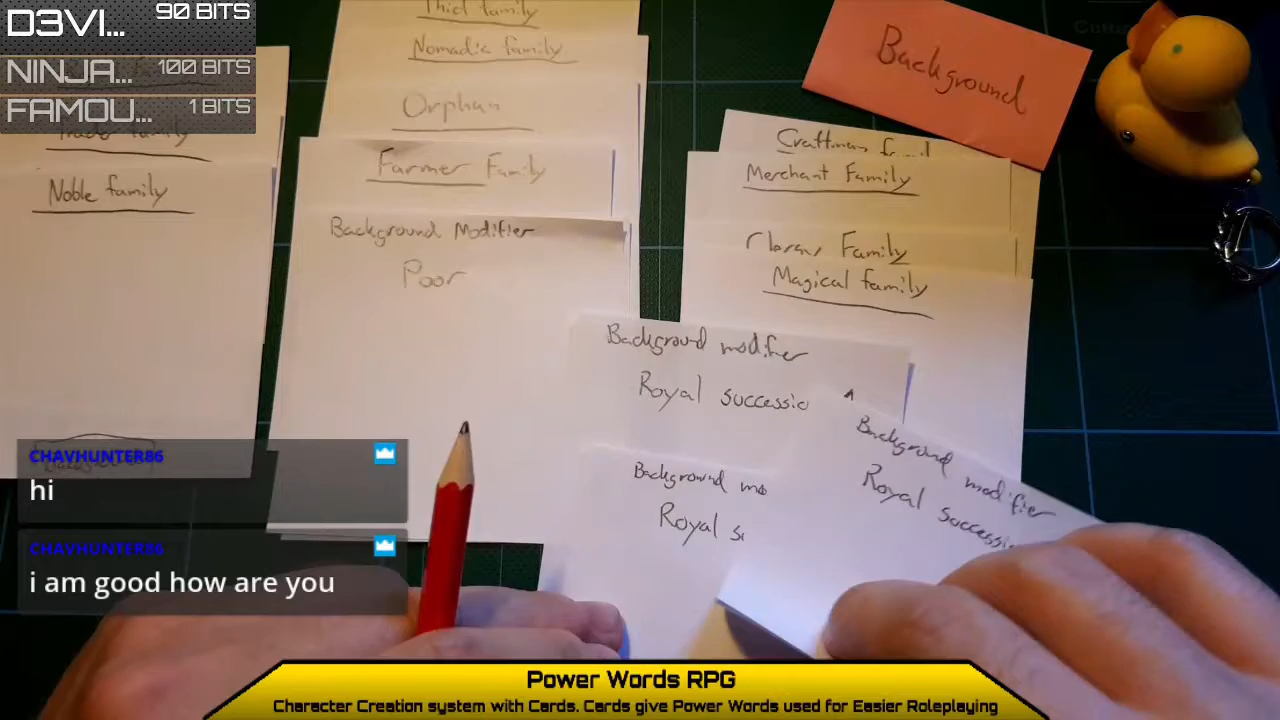 D3VI... 90 BITS
NINJA... 100 BITS
FAMOU... 1 BITS
Trader family
Noble family
Thief family
Nomadic family
Orphan
Farmer Family
Background Modifier
Poor
Background
Merchant Family
Family
Magical family
Background modifier
Royal successio
Background mo
Royal s
Background modifier
Royal successi
CHAVHUNTER86
hi
CHAVHUNTER86
i am good how are you
Power Words RPG
Character Creation system with Cards. Cards give Power Words used for Easier Roleplaying